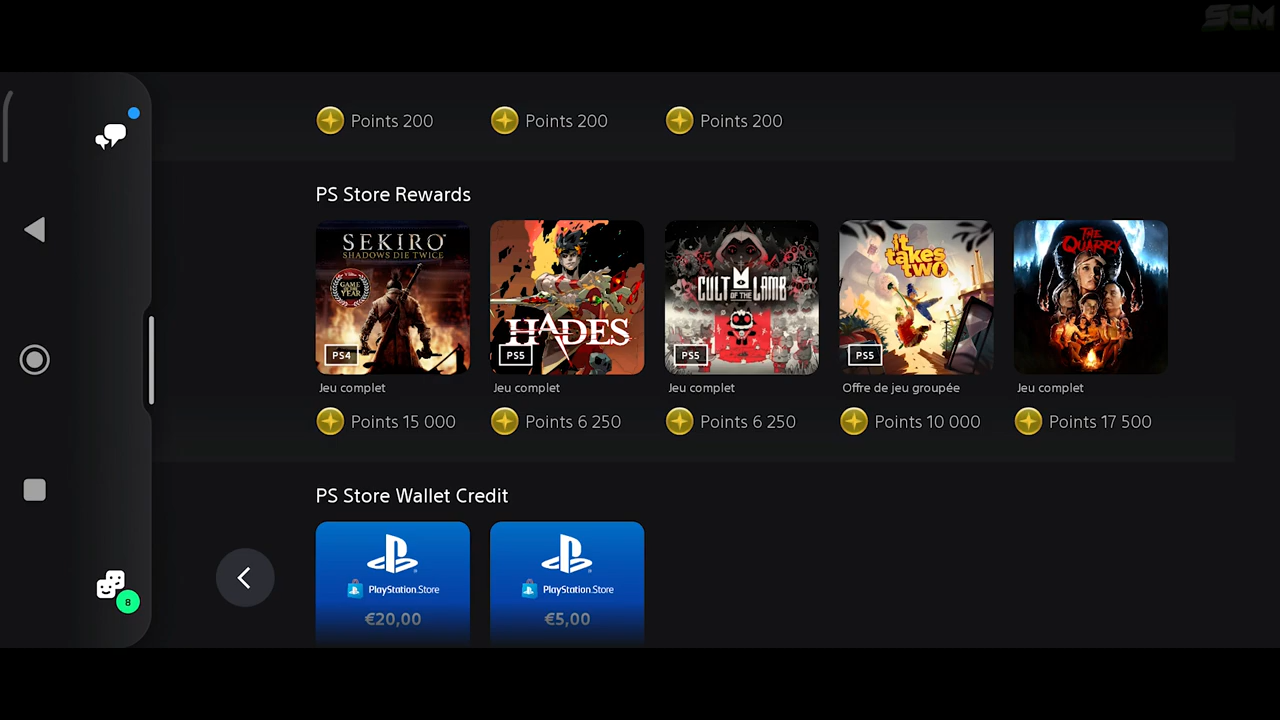 SCM
Points 200
Points 200
Points 200
PS Store Rewards
SEKIRO
SHADOWS DIE TWICE
GAME OF THE YEAR
PS4
HADES
PS5
CULT OF THE LAMB
PS5
it takes two
PS5
THE QUARRY
Jeu complet
Jeu complet
Jeu complet
Offre de jeu groupée
Jeu complet
Points 15 000
Points 6 250
Points 6 250
Points 10 000
Points 17 500
PS Store Wallet Credit
PlayStation.Store
€20,00
PlayStation.Store
€5,00
8